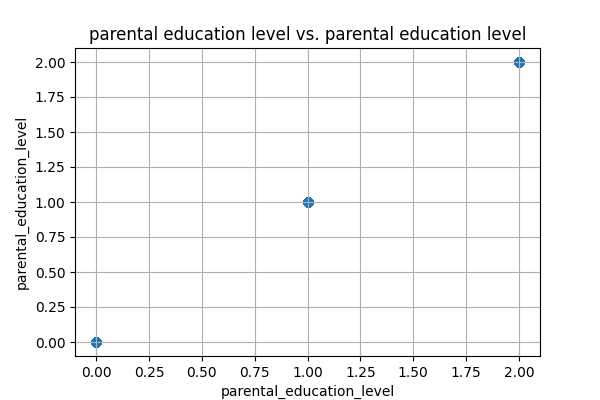 parental education level vs. parental education level
2.00
1.75
1.50
1.25
1.00
0.75
0.50
0.25
0.00
parental_education_level
0.00 0.25 0.50 0.75 1.00 1.25 1.50 1.75 2.00
parental_education_level